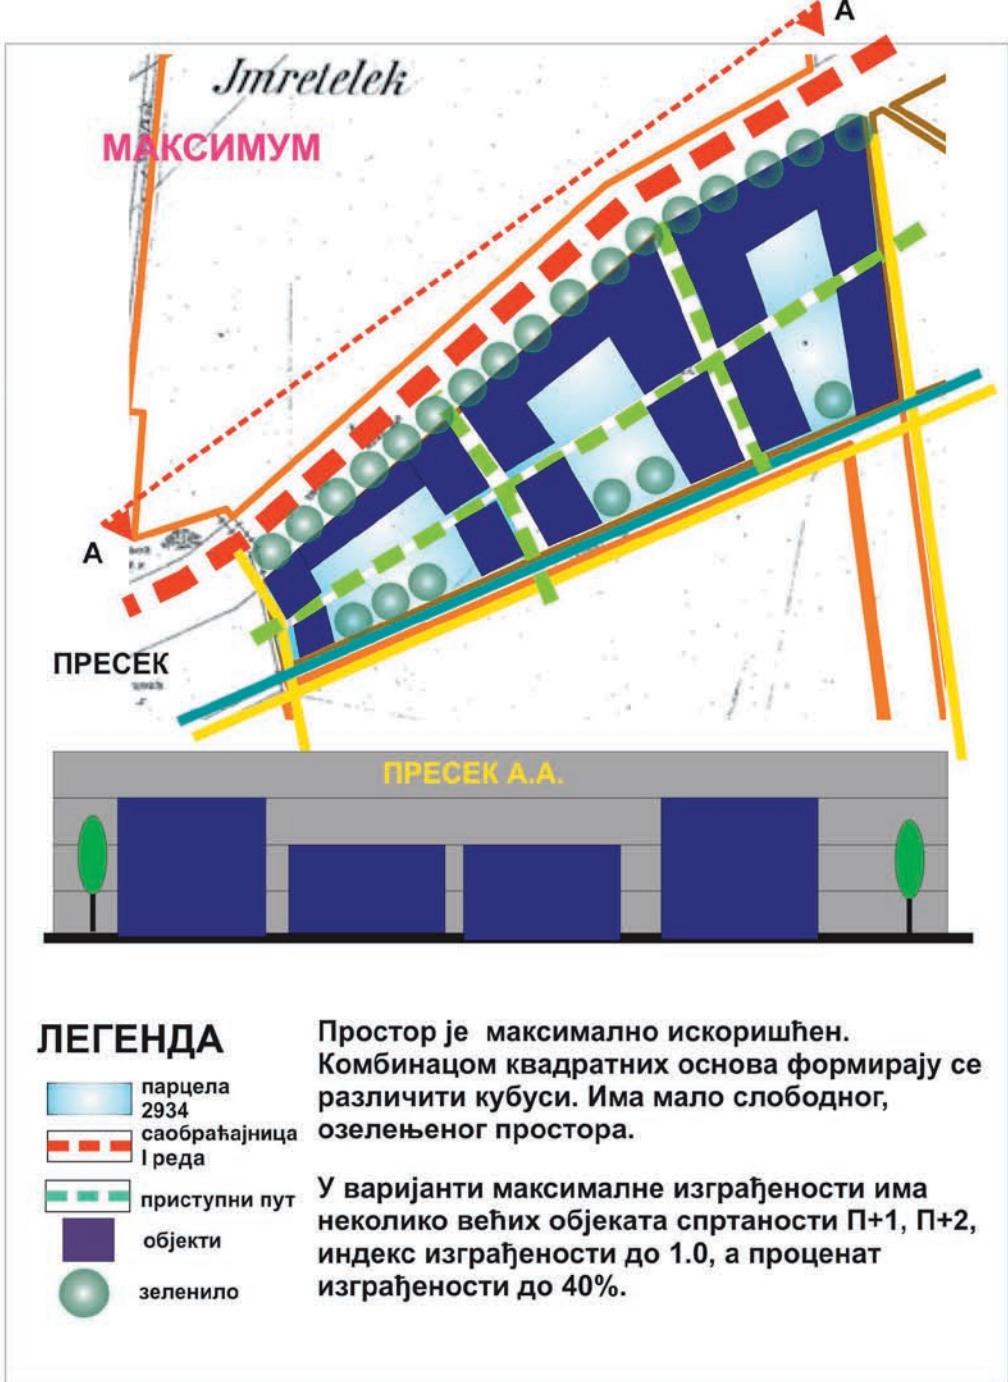 А
Jmretelek
МАКСИМУМ
А
ПРЕСЕК
ПРЕСЕК А.А.
ЛЕГЕНДА
парцела
2934
саобраћајница
I реда
приступни пут
објекти
зеленило
Простор је максимално искоришћен.
Комбинацом квадратних основа формирају се
различити кубуси. Има мало слободног,
озелењеног простора.
У варијанти максималне изграђености има
неколико већих објеката спртаности П+1, П+2,
индекс изграђености до 1.0, а проценат
изграђености до 40%.